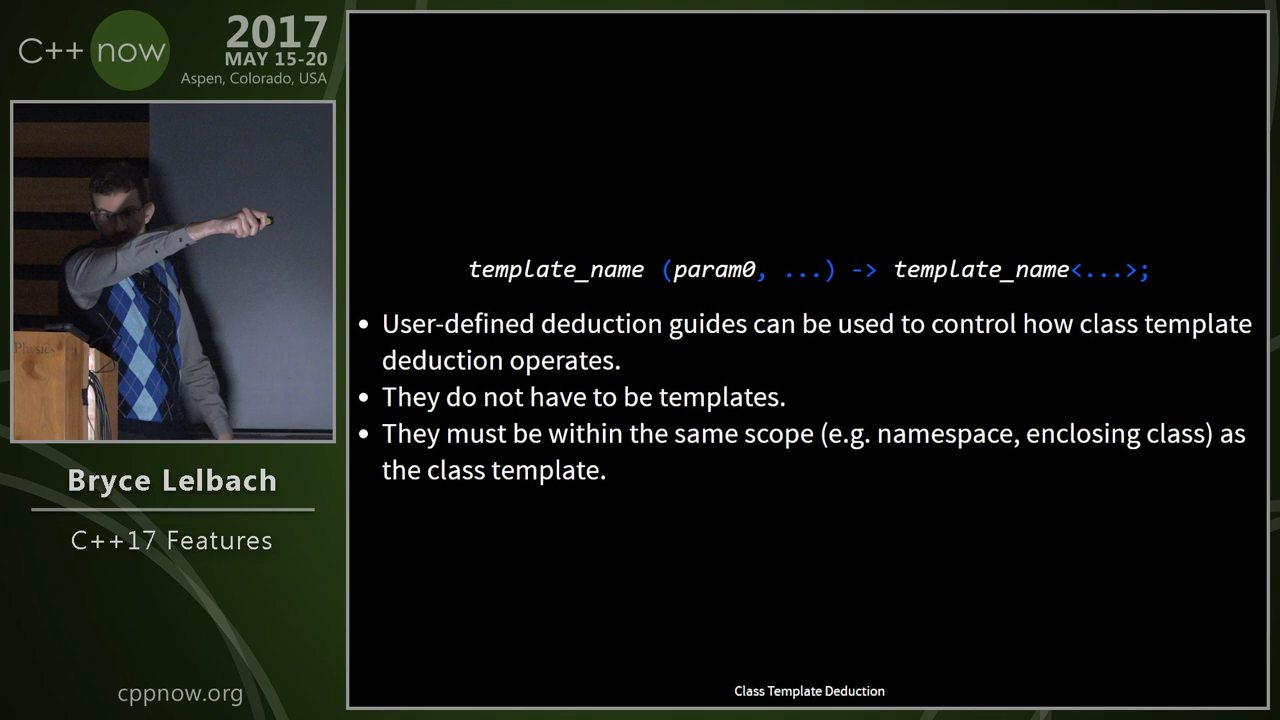 C++ now
2017
MAY 15-20
Aspen, Colorado, USA
Physics
Bryce Lelbach
C++17 Features
cppnow.org
template_name (param0, ...) -> template_name<...>;
• User-defined deduction guides can be used to control how class template
deduction operates.
• They do not have to be templates.
• They must be within the same scope (e.g. namespace, enclosing class) as
the class template.
Class Template Deduction